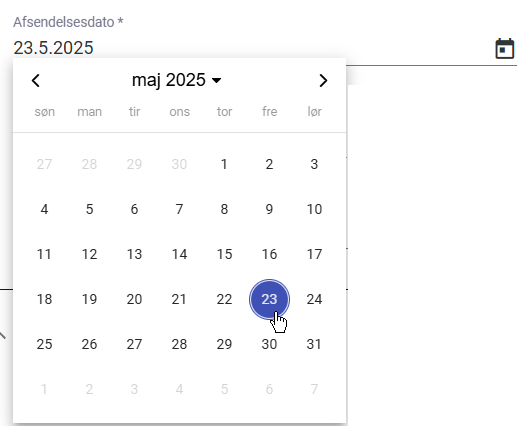 Afsendelsesdato *
23.5.2025
maj 2025
søn man tir ons tor fre lør
27 28 29 30 1 2 3
4 5 6 7 8 9 10
11 12 13 14 15 16 17
18 19 20 21 22 23 24
25 26 27 28 29 30 31
1 2 3 4 5 6 7